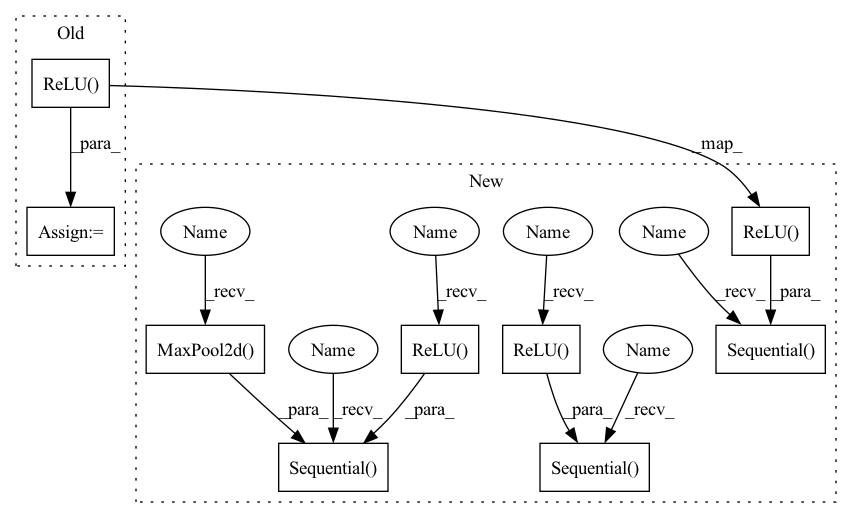 Old
ReLU()
_para_
_map_
New
Assign:=
Name
Name
Name
Name
ReLU()
_recv_
_recv_
_recv_
_recv_
_para_
MaxPool2d()
Name
ReLU()
ReLU()
Name
Sequential()
_para_
_recv_
_para_
_para_
_recv_
Sequential()
Sequential()